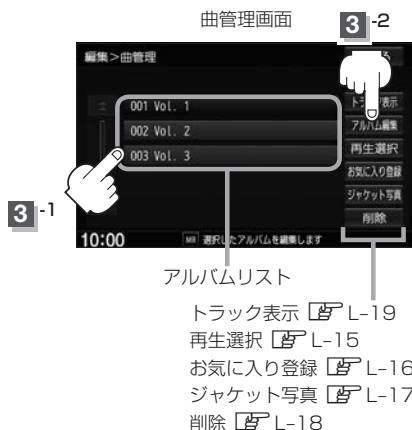 曲管理画面
3-2
編集>曲管理
る
トラック表示
001 Vol. 1
アルバム編集
002 Vol. 2
再生選択
003 Vol. 3
お気に入り登録
ジャケット写真
3-1
削除
10:00
MR 選択したアルバムを編集します
アルバムリスト
トラック表示 L-19
再生選択 L-15
お気に入り登録 L-16
ジャケット写真 L-17
削除 L-18